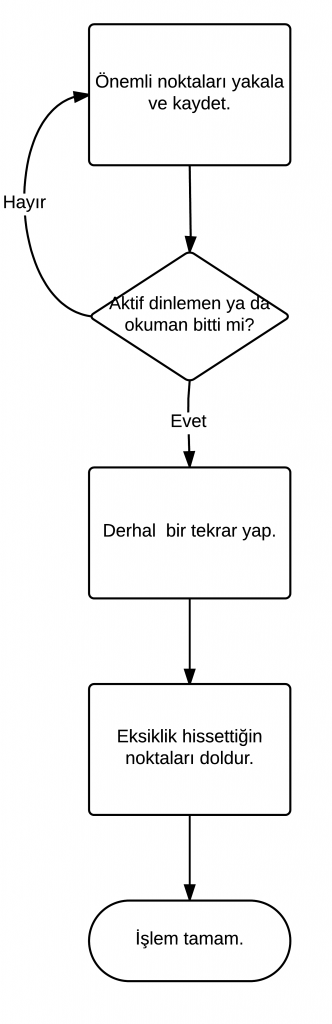 Önemli noktaları yakala
ve kaydet.
Hayır
Aktif dinlemen ya da
okuman bitti mi?
Evet
Derhal  bir tekrar yap.
Eksiklik hissettiğin
noktaları doldur.
İşlem tamam.